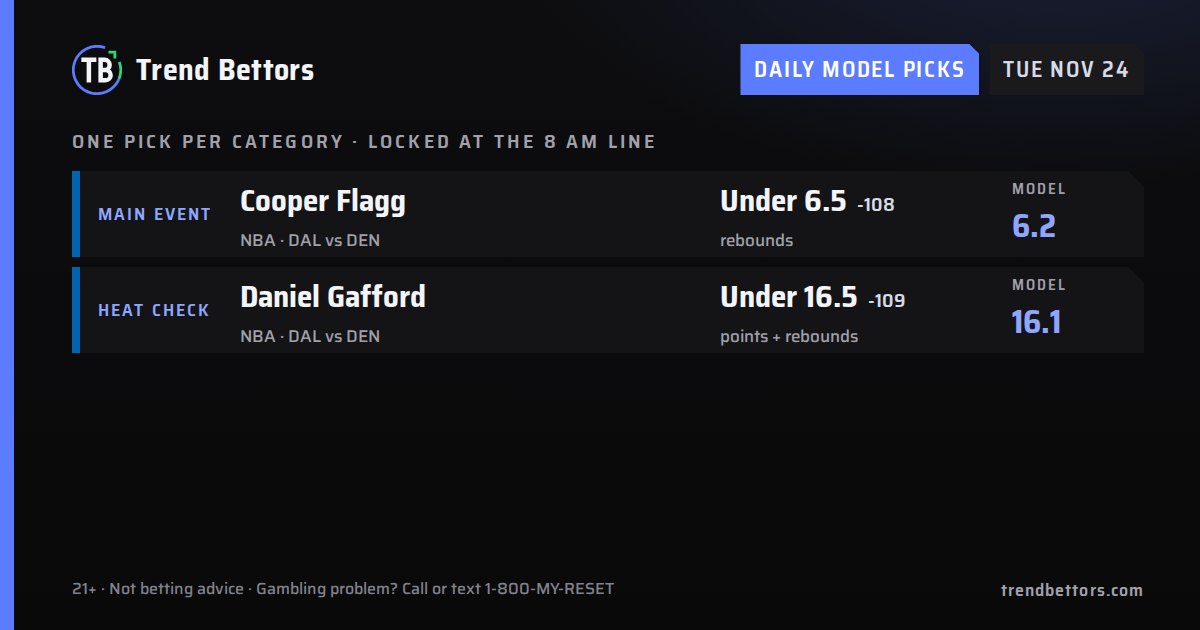 TB Trend Bettors
DAILY MODEL PICKS
TUE NOV 24
ONE PICK PER CATEGORY · LOCKED AT THE 8 AM LINE
MAIN EVENT
Cooper Flagg
NBA · DAL vs DEN
Under 6.5 -108
rebounds
MODEL
6.2
HEAT CHECK
Daniel Gafford
NBA · DAL vs DEN
Under 16.5 -109
points + rebounds
MODEL
16.1
21+ · Not betting advice · Gambling problem? Call or text 1-800-MY-RESET
trendbettors.com